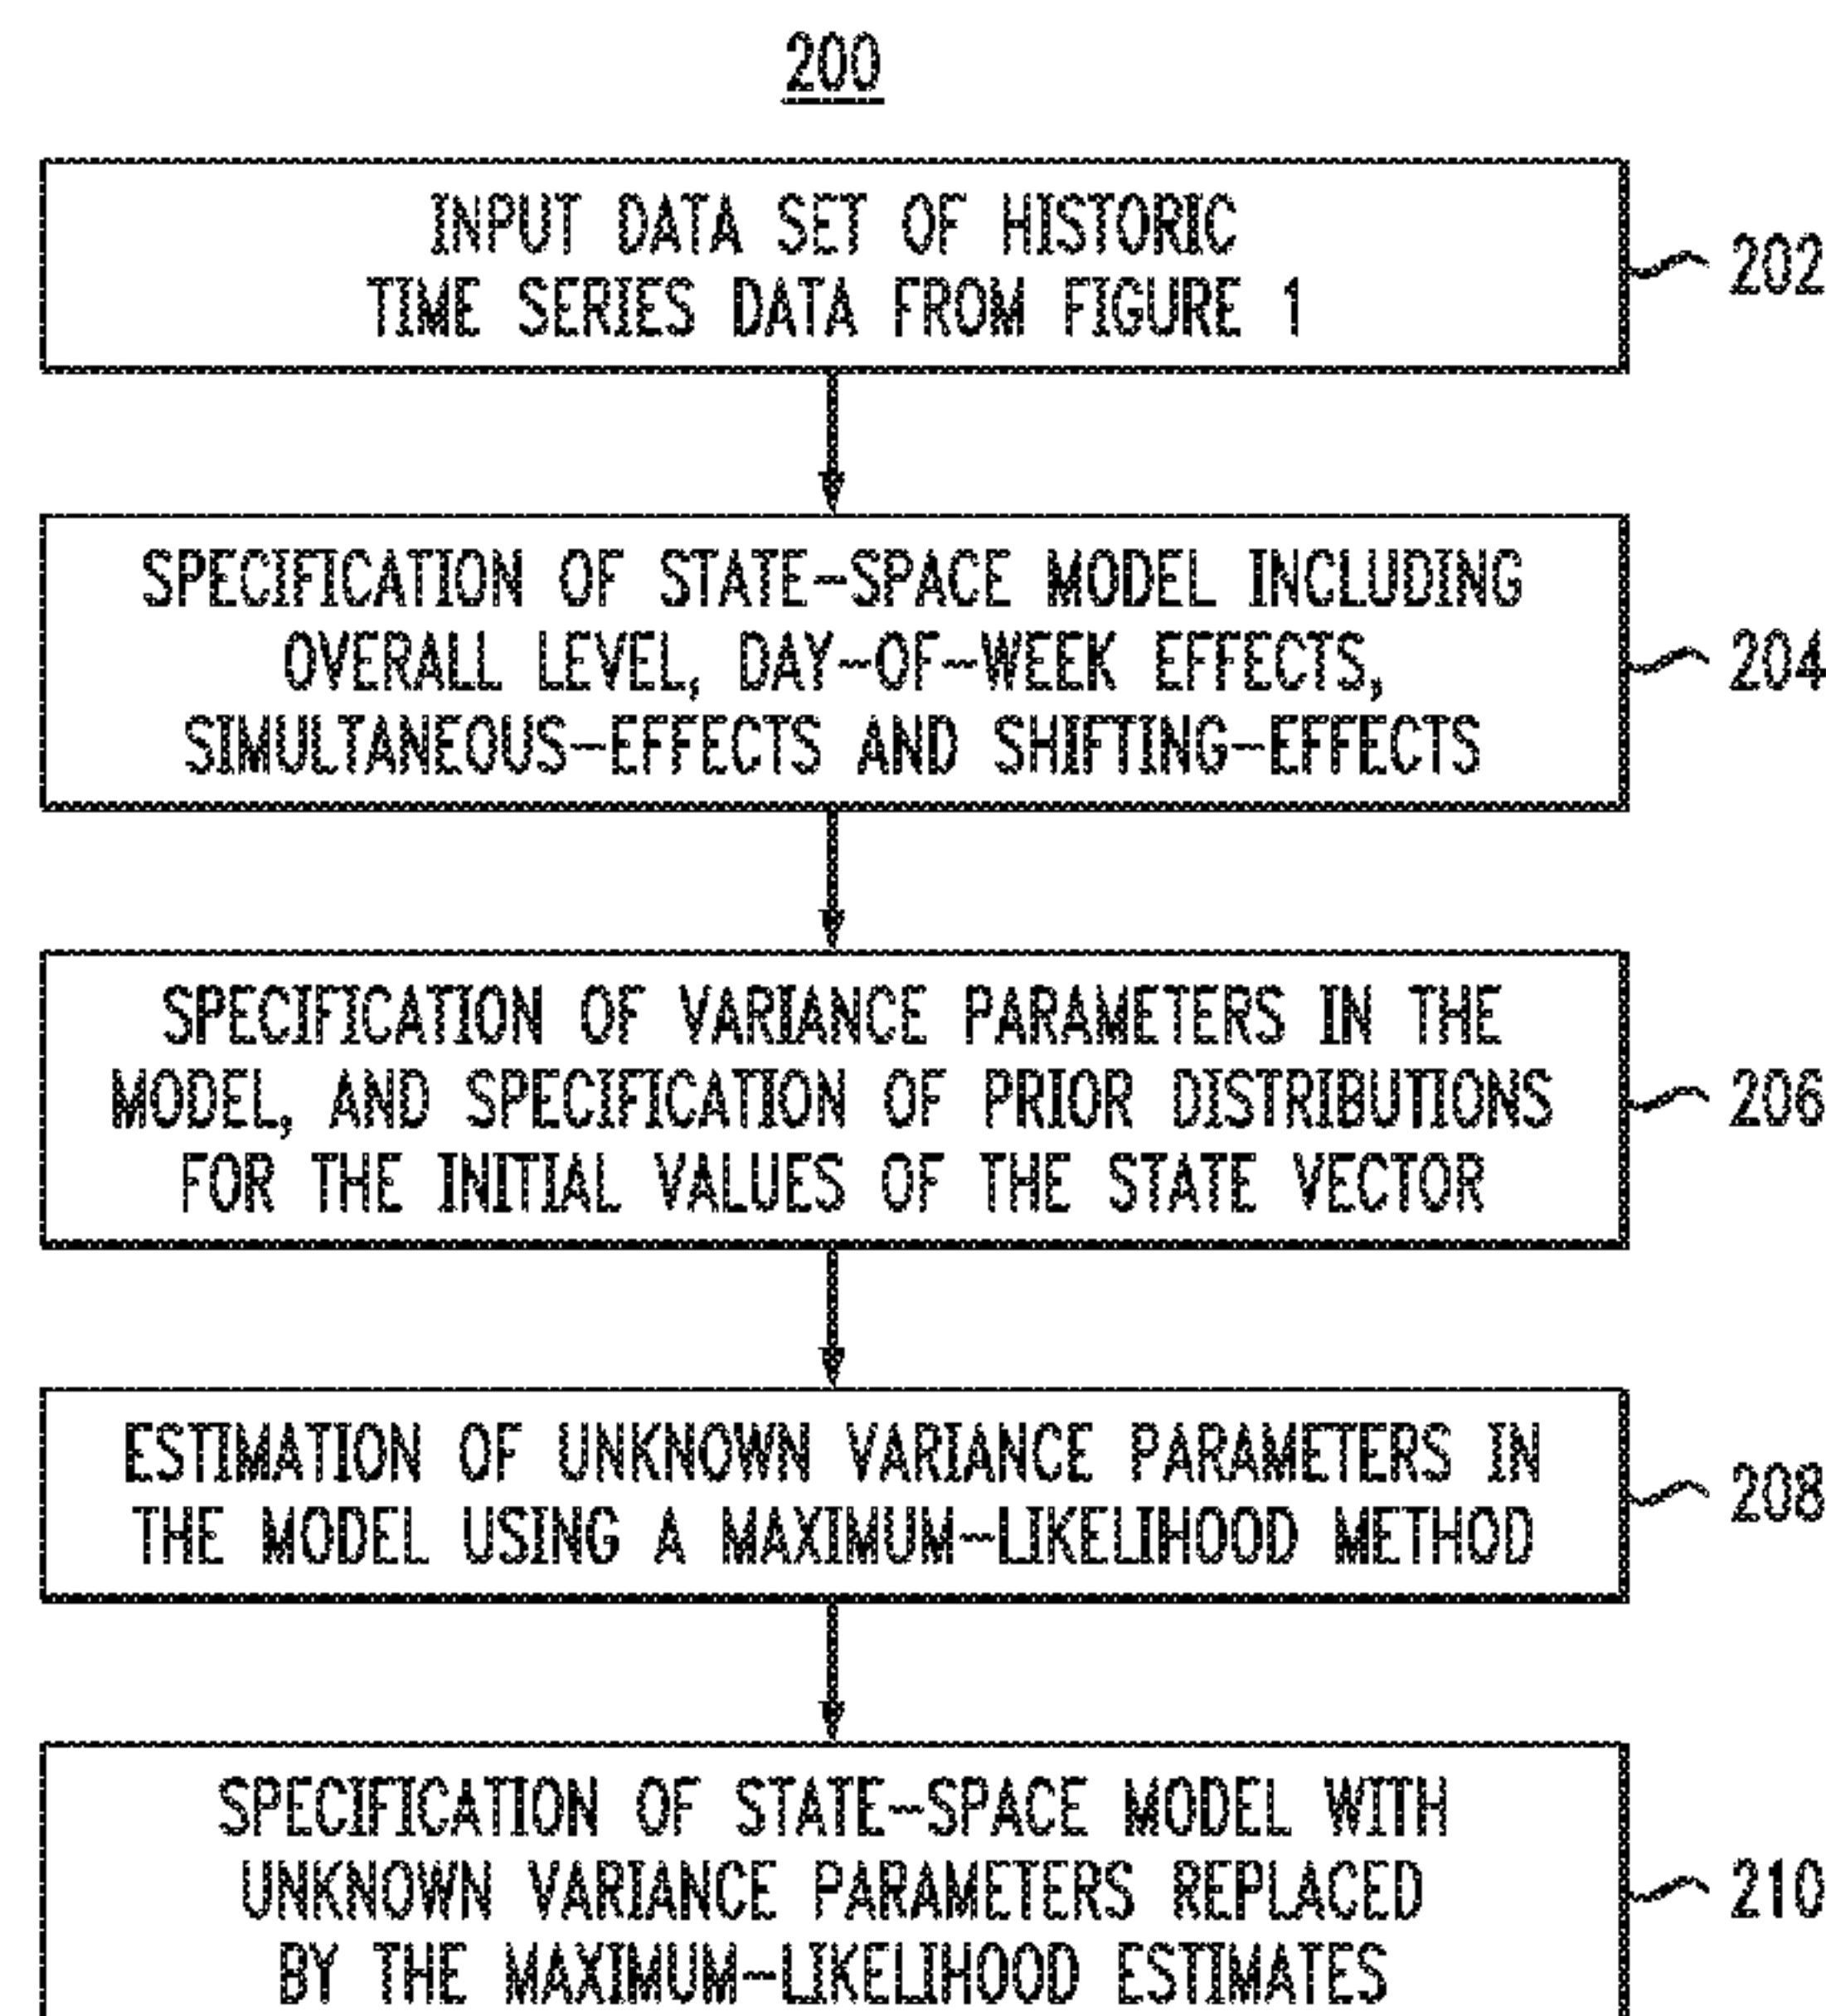 200
INPUT DATA SET OF HISTORIC
TIME SERIES DATA FROM FIGURE 1
202
SPECIFICATION OF STATE-SPACE MODEL INCLUDING
OVERALL LEVEL, DAY-OF-WEEK EFFECTS,
SIMULTANEOUS-EFFECTS AND SHIFTING-EFFECTS
204
SPECIFICATION OF VARIANCE PARAMETERS IN THE
MODEL, AND SPECIFICATION OF PRIOR DISTRIBUTIONS
FOR THE INITIAL VALUES OF THE STATE VECTOR
206
ESTIMATION OF UNKNOWN VARIANCE PARAMETERS IN
THE MODEL USING A MAXIMUM-LIKELIHOOD METHOD
208
SPECIFICATION OF STATE-SPACE MODEL WITH
UNKNOWN VARIANCE PARAMETERS REPLACED
BY THE MAXIMUM-LIKELIHOOD ESTIMATES
210